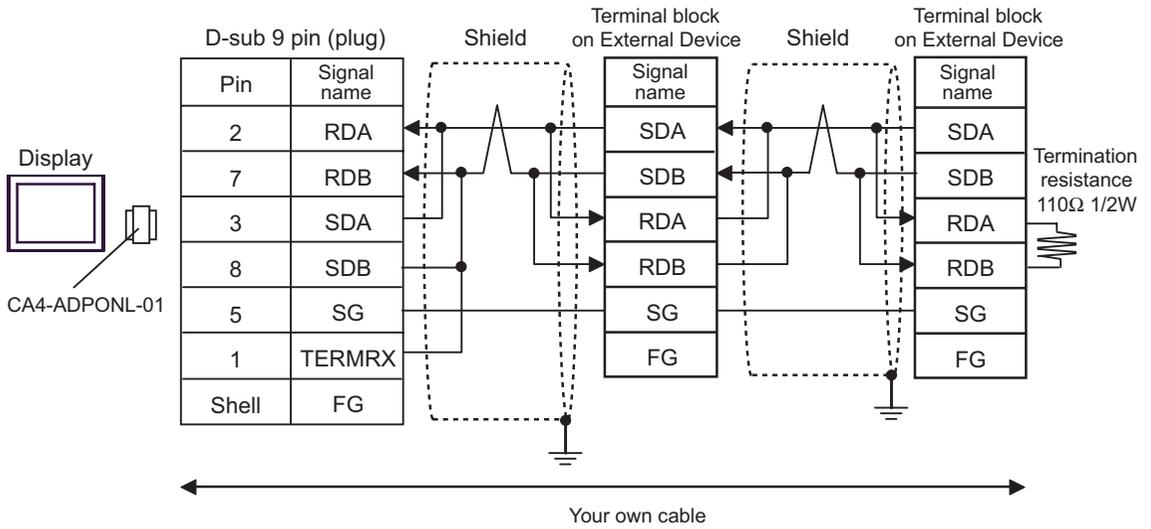 D-sub 9 pin (plug)
Shield
Terminal block
on External Device
Shield
Terminal block
on External Device
Display
CA4-ADPONL-01
Pin
Signal
name
2 RDA
7 RDB
3 SDA
8 SDB
5 SG
1 TERMRX
Shell FG
Signal
name
SDA
SDB
RDA
RDB
SG
FG
Signal
name
SDA
SDB
RDA
RDB
SG
FG
Termination
resistance
110Ω 1/2W
Your own cable